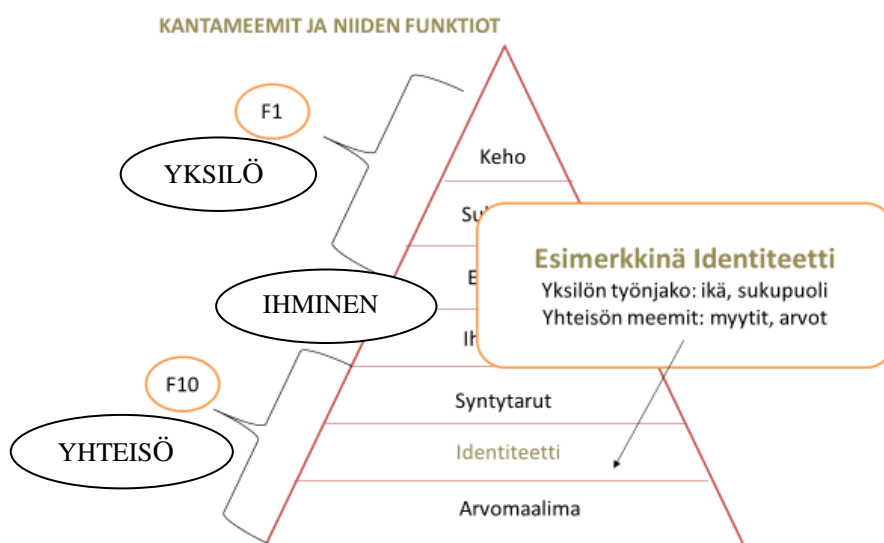 KANTAMEEMIT JA NIIDEN FUNKTIOT
F1
YKSILÖ
Keho
Esimerkkinä Identiteetti
Yksilön työnjako: ikä, sukupuoli
Yhteisön meemit: myytit, arvot
IHMINEN
F10
YHTEISÖ
Syntytarut
Identiteetti
Arvomaalima